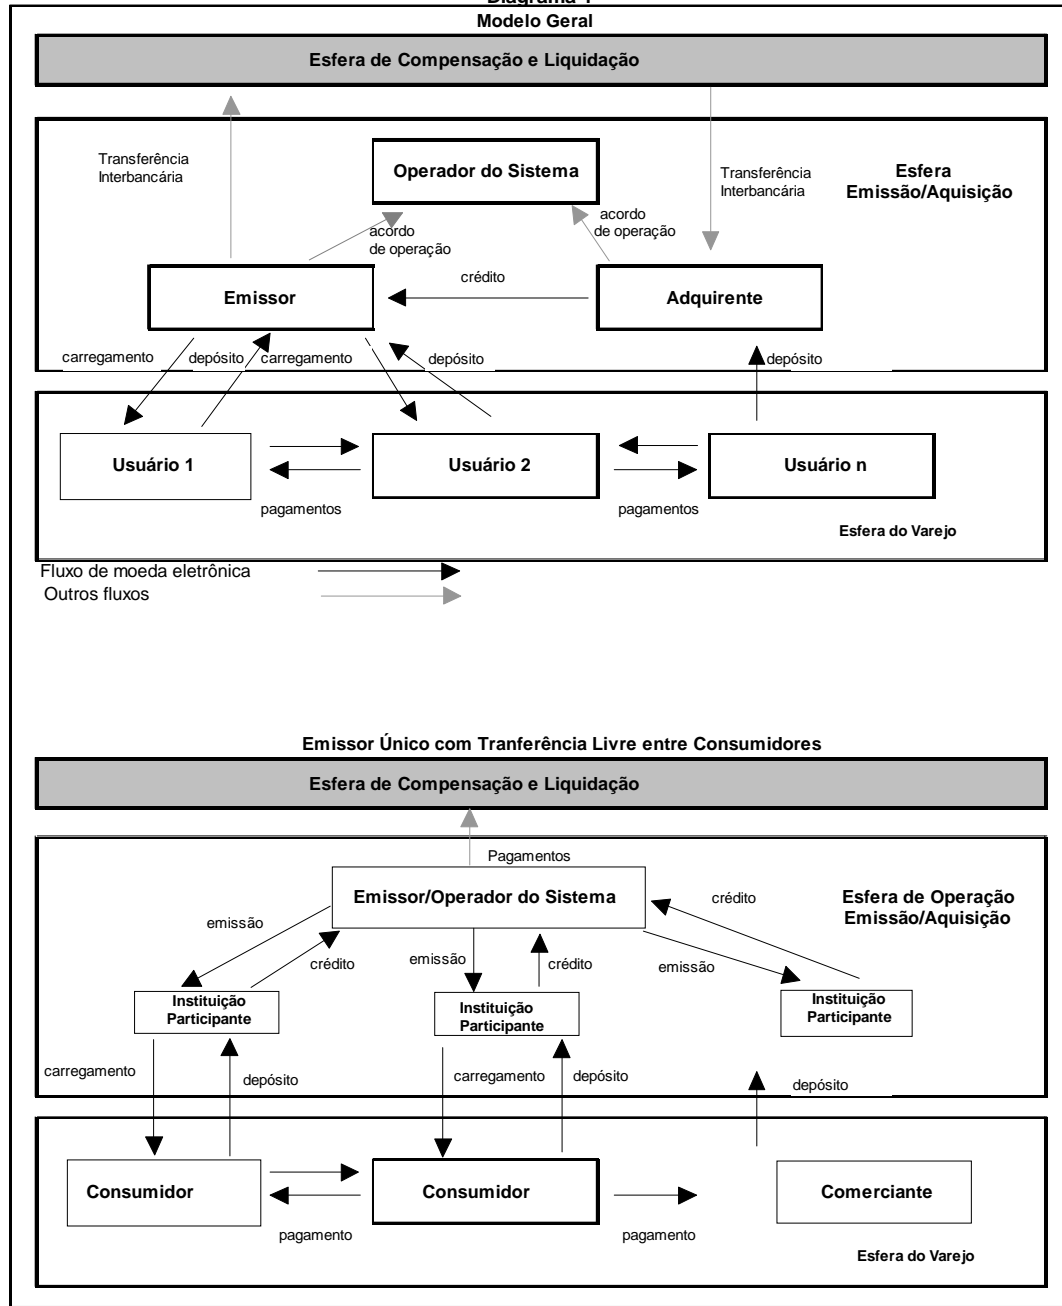 Diagrama 1
Modelo Geral
Esfera de Compensação e Liquidação
Transferência
Interbancária
Operador do Sistema
Transferência
Interbancária
Esfera
Emissão/Aquisição
acordo
de operação
acordo
de operação
Emissor
crédito
Adquirente
carregamento
depósito
carregamento
depósito
depósito
Usuário 1
Usuário 2
Usuário n
pagamentos
pagamentos
Esfera do Varejo
Fluxo de moeda eletrônica
Outros fluxos
Emissor Único com Tranferência Livre entre Consumidores
Esfera de Compensação e Liquidação
Pagamentos
Emissor/Operador do Sistema
Esfera de Operação
Emissão/Aquisição
emissão
crédito
emissão
crédito
emissão
crédito
Instituição
Participante
Instituição
Participante
Instituição
Participante
carregamento
depósito
carregamento
depósito
depósito
Consumidor
Consumidor
Comerciante
pagamento
pagamento
Esfera do Varejo